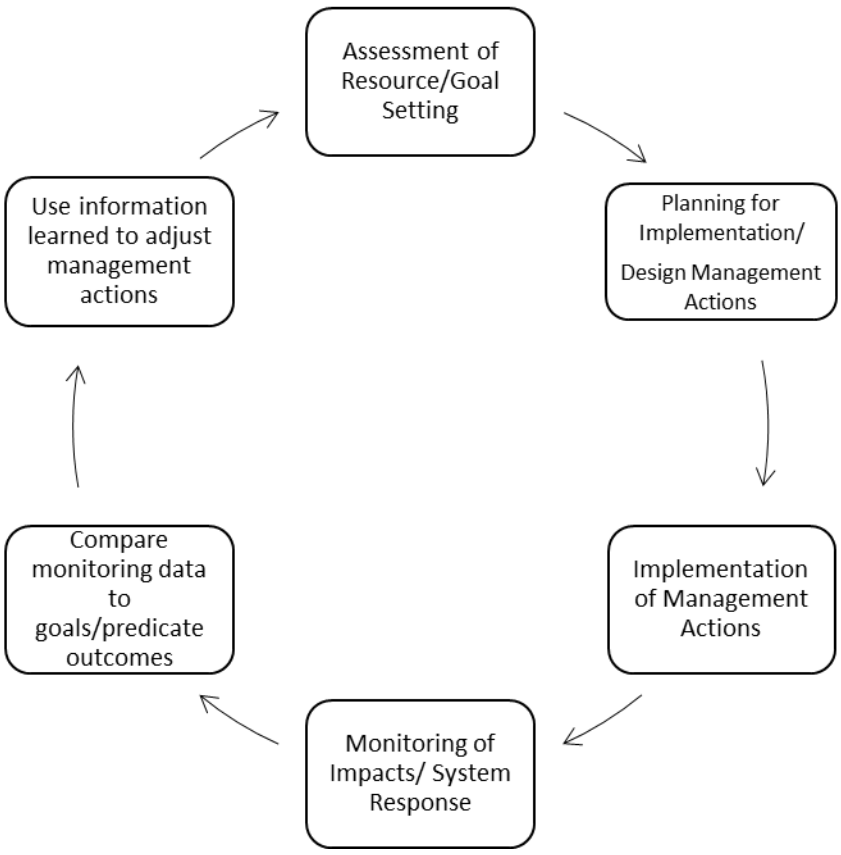 Assessment of
Resource/Goal
Setting
Planning for
Implementation/
Design Management
Actions
Implementation
of Management
Actions
Monitoring of
Impacts/ System
Response
Compare
monitoring data
to
goals/predicate
outcomes
Use information
learned to adjust
management
actions